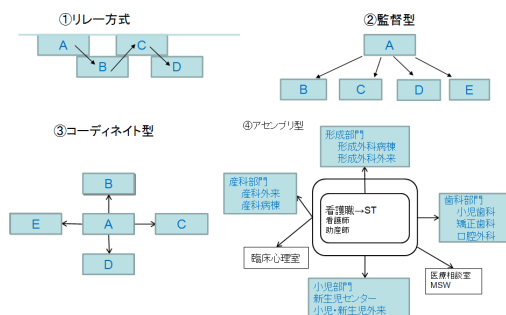 ①リレー方式
A
C
B
D
②監督型
A
B
C
D
E
③コーディネイト型
B
E
A
C
D
④アセンブリ型
形成部門
形成外科病棟
形成外科外来
産科部門
産科外来
産科病棟
看護職→ST
看護師
助産師
歯科部門
小児歯科
矯正歯科
口腔外科
臨床心理室
医療相談室
MSW
小児部門
新生児センター
小児・新生児外来